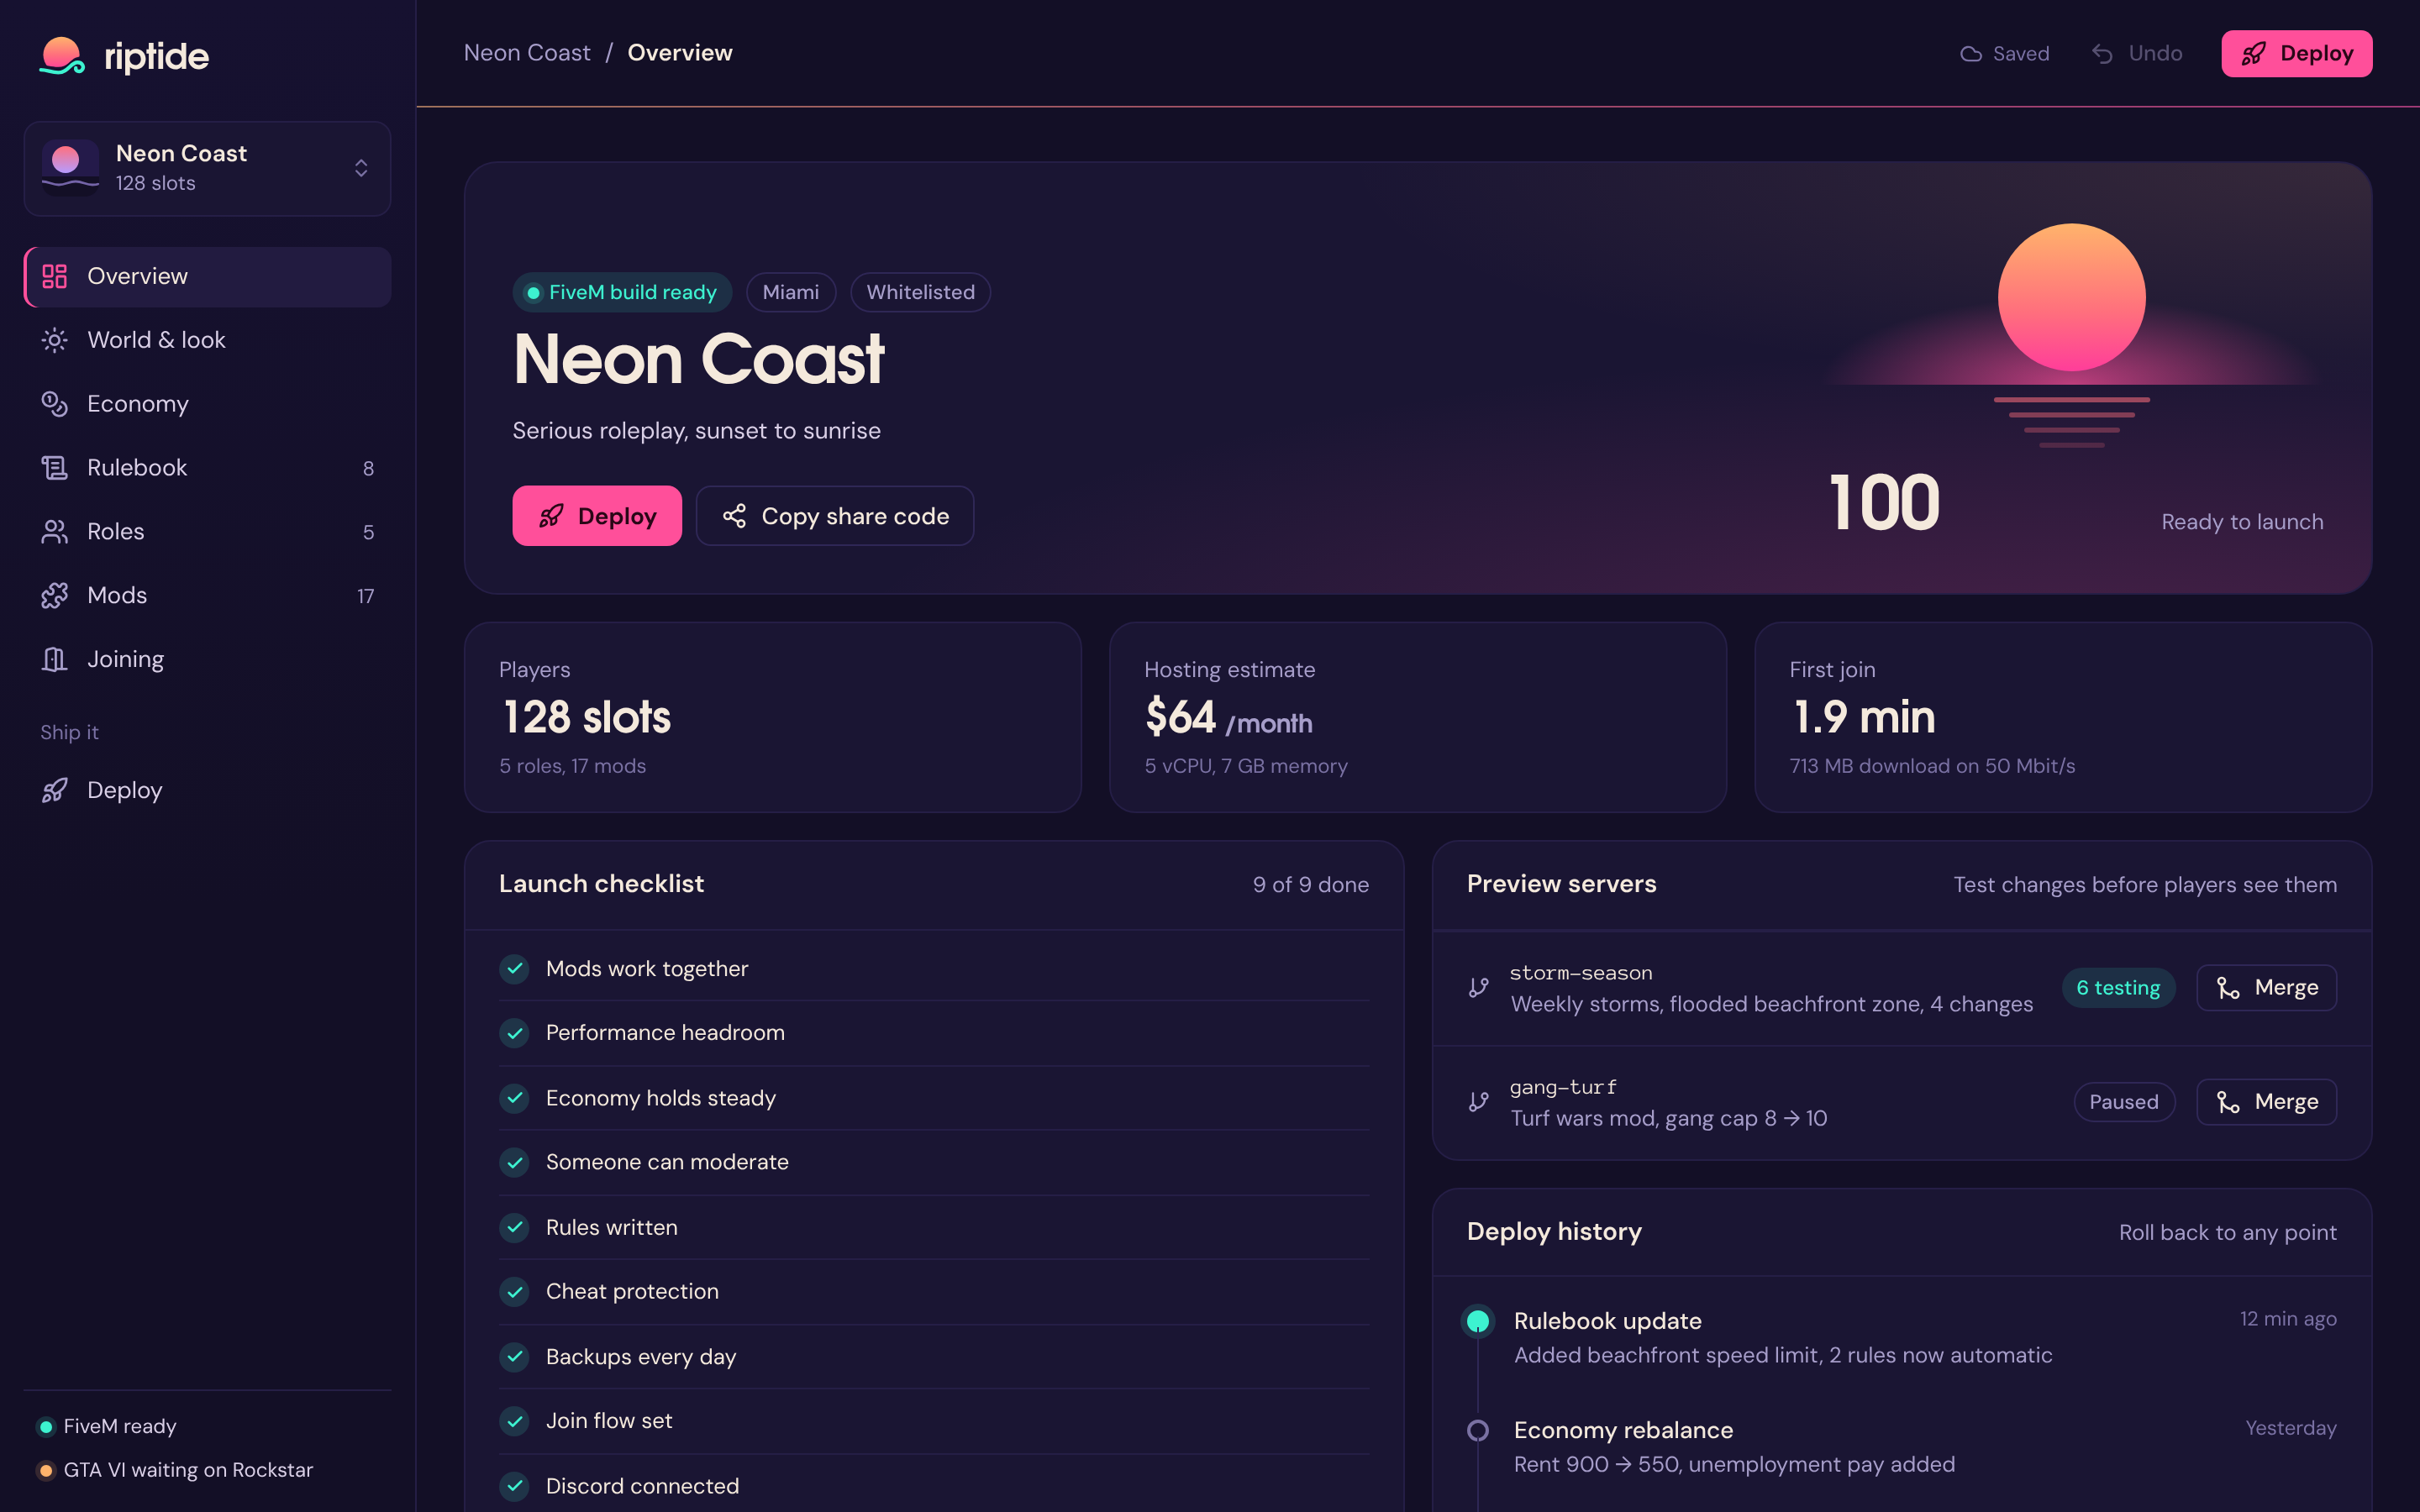 riptide
Neon Coast
128 slots
Overview
World & look
Economy
Rulebook 8
Roles 5
Mods 17
Joining
Ship it
Deploy
FiveM ready
GTA VI waiting on Rockstar
Neon Coast / Overview
Saved
Undo
Deploy
FiveM build ready
Miami
Whitelisted
Neon Coast
Serious roleplay, sunset to sunrise
Deploy
Copy share code
100
Ready to launch
Players
128 slots
5 roles, 17 mods
Hosting estimate
$64 /month
5 vCPU, 7 GB memory
First join
1.9 min
713 MB download on 50 Mbit/s
Launch checklist
9 of 9 done
Mods work together
Performance headroom
Economy holds steady
Someone can moderate
Rules written
Cheat protection
Backups every day
Join flow set
Discord connected
Preview servers
Test changes before players see them
storm-season
Weekly storms, flooded beachfront zone, 4 changes
6 testing
Merge
gang-turf
Turf wars mod, gang cap 8 → 10
Paused
Merge
Deploy history
Roll back to any point
Rulebook update
12 min ago
Added beachfront speed limit, 2 rules now automatic
Economy rebalance
Yesterday
Rent 900 → 550, unemployment pay added